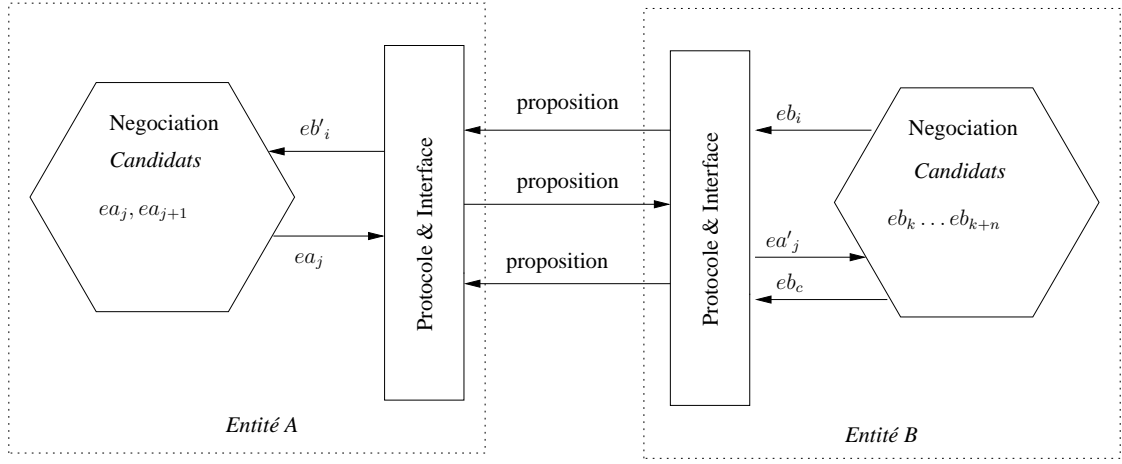 Negociation
Candidats
ea_j, ea_{j+1}
eb'_i
ea_j
Protocole & Interface
Entité A
proposition
proposition
proposition
Protocole & Interface
eb_i
ea'_j
eb_c
Negociation
Candidats
eb_k … eb_{k+n}
Entité B